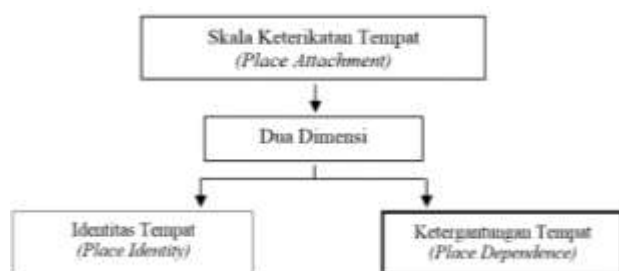 Skala Keterikatan Tempat
(Place Attachment)
Dua Dimensi
Identitas Tempat
(Place Identity)
Ketergantungan Tempat
(Place Dependence)